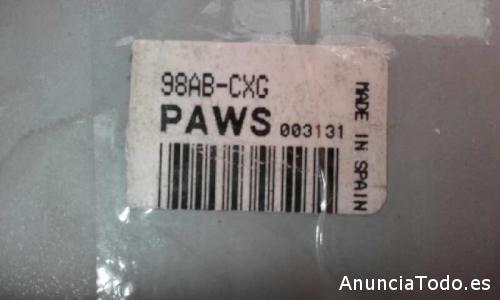 98AB-CXG
PAWS 003131
MADE IN SPAIN
AnunciaTodo.es